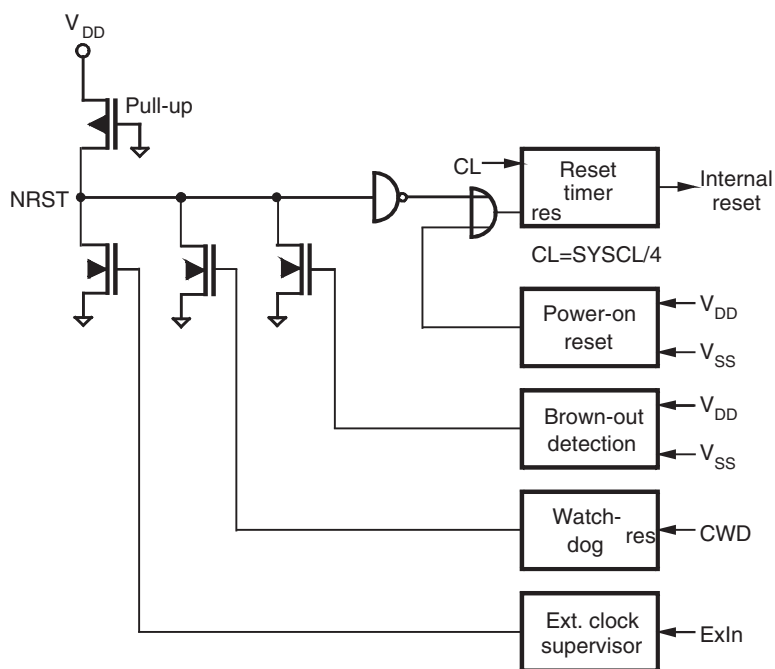 VDD
Pull-up
NRST
CL
Reset
timer
res
Internal
reset
CL=SYSCL/4
Power-on
reset
VDD
VSS
Brown-out
detection
VDD
VSS
Watch-
dog
res
CWD
Ext. clock
supervisor
ExIn